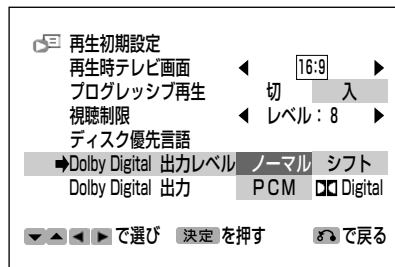 再生初期設定
再生時テレビ画面 ◀ 16:9 ▶
プログレッシブ再生 切 入
視聴制限 ◀ レベル：8 ▶
ディスク優先言語
➡Dolby Digital 出力レベル ノーマル シフト
Dolby Digital 出力 PCM DD Digital
▼ ▲ ◀ ▶ で選び 決定 を押す で戻る